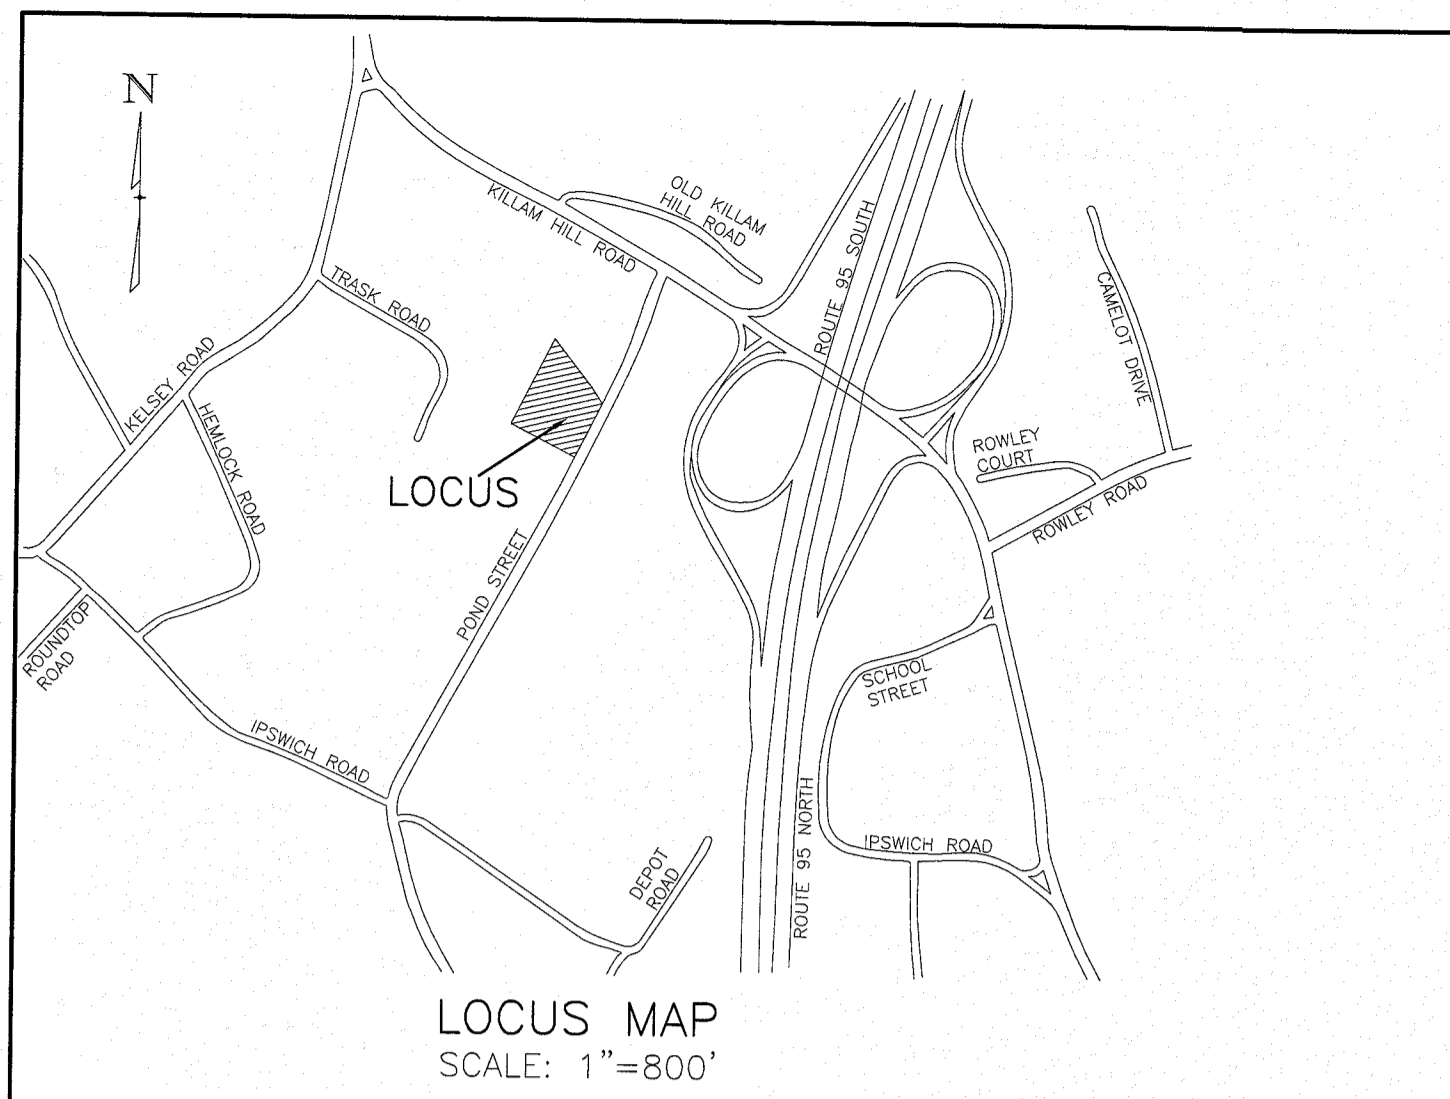 N
OLD KILLAM
HILL ROAD
KILLAM HILL ROAD
ROUTE 95 SOUTH
TRASK ROAD
CAMELOT DRIVE
KELSEY ROAD
HEMLOCK ROAD
ROWLEY
COURT
LOCUS
ROWLEY ROAD
POND STREET
ROUNDTOP
ROAD
SCHOOL
STREET
IPSWICH ROAD
ROUTE 95 NORTH
IPSWICH ROAD
DEPOT
ROAD
LOCUS MAP
SCALE: 1"=800'